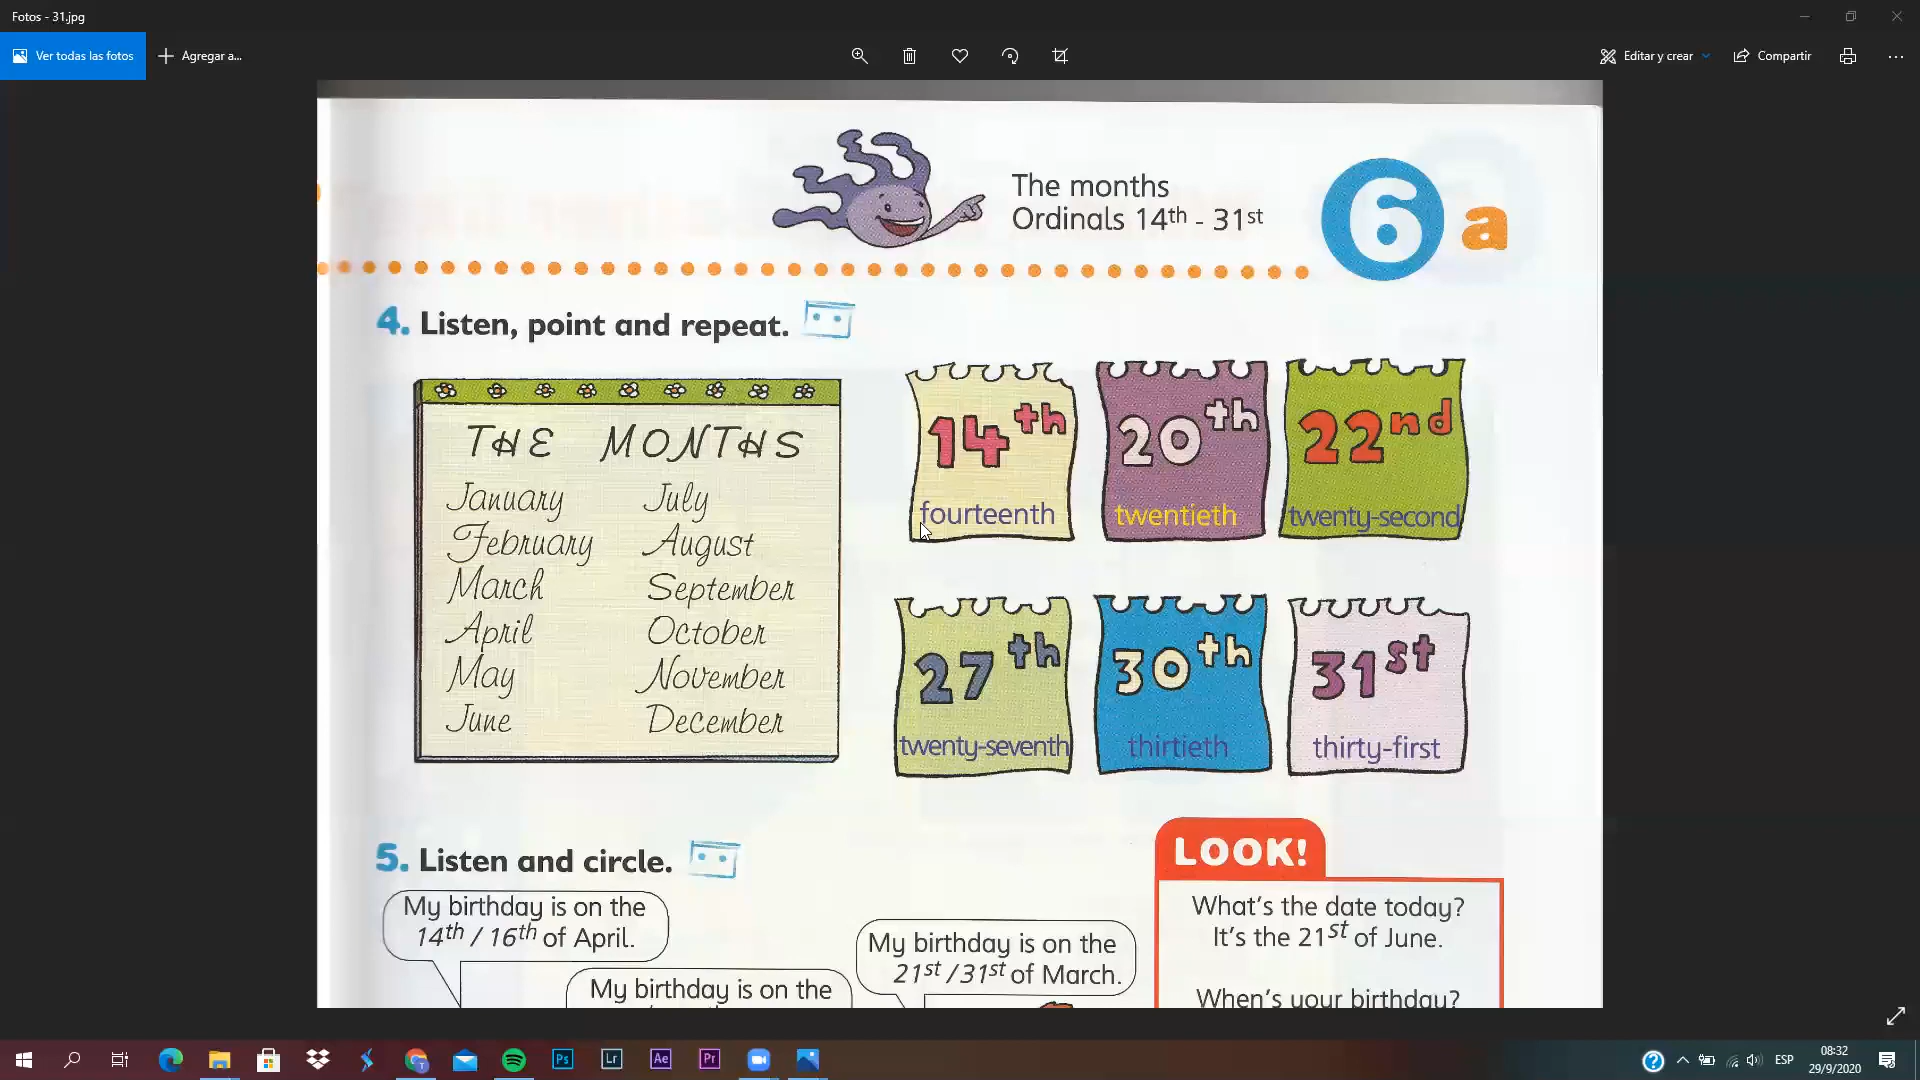 Fotos - 31.jpg
Ver todas las fotos
Agregar a...
Editar y crear
Compartir
The months
Ordinals 14th - 31st
6a
4. Listen, point and repeat.
THE MONTHS
January
February
March
April
May
June
July
August
September
October
November
December
14th
fourteenth
20th
twentieth
22nd
twenty-second
27th
twenty-seventh
30th
thirtieth
31st
thirty-first
5. Listen and circle.
My birthday is on the
14th / 16th of April.
My birthday is on the
My birthday is on the
21st / 31st of March.
LOOK!
What's the date today?
It's the 21st of June.
When's your birthday?
Ps
Lr
Ae
Pr
ESP
08:32
29/9/2020